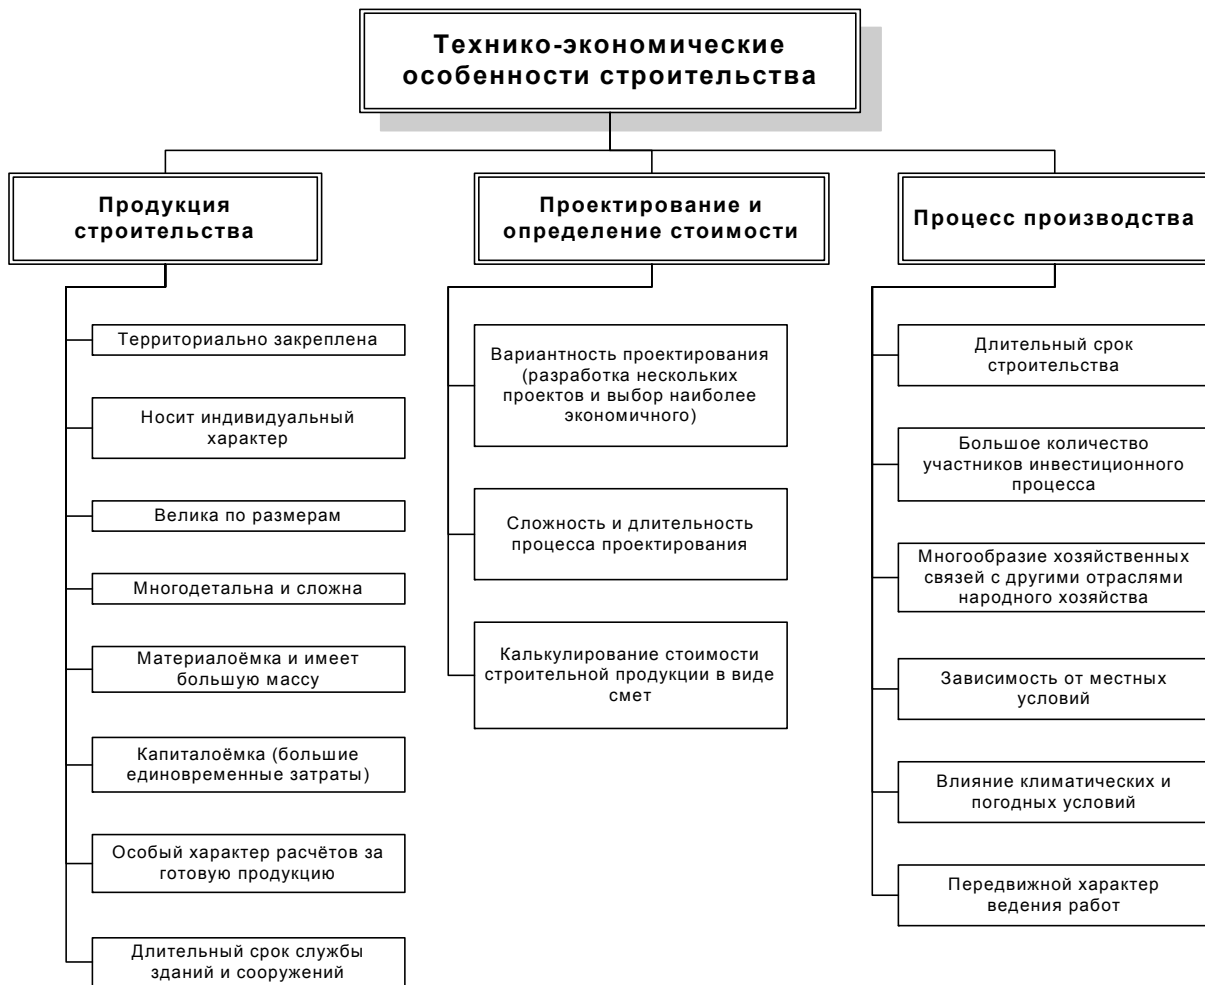 Технико-экономические
особенности строительства
Продукция
строительства
Территориально закреплена
Носит индивидуальный
характер
Велика по размерам
Многодетальна и сложна
Материалоёмка и имеет
большую массу
Капиталоёмка (большие
единовременные затраты)
Особый характер расчётов за
готовую продукцию
Длительный срок службы
зданий и сооружений
Проектирование и
определение стоимости
Вариантность проектирования
(разработка нескольких
проектов и выбор наиболее
экономичного)
Сложность и длительность
процесса проектирования
Калькулирование стоимости
строительной продукции в виде
смет
Процесс производства
Длительный срок
строительства
Большое количество
участников инвестиционного
процесса
Многообразие хозяйственных
связей с другими отраслями
народного хозяйства
Зависимость от местных
условий
Влияние климатических и
погодных условий
Передвижной характер
ведения работ